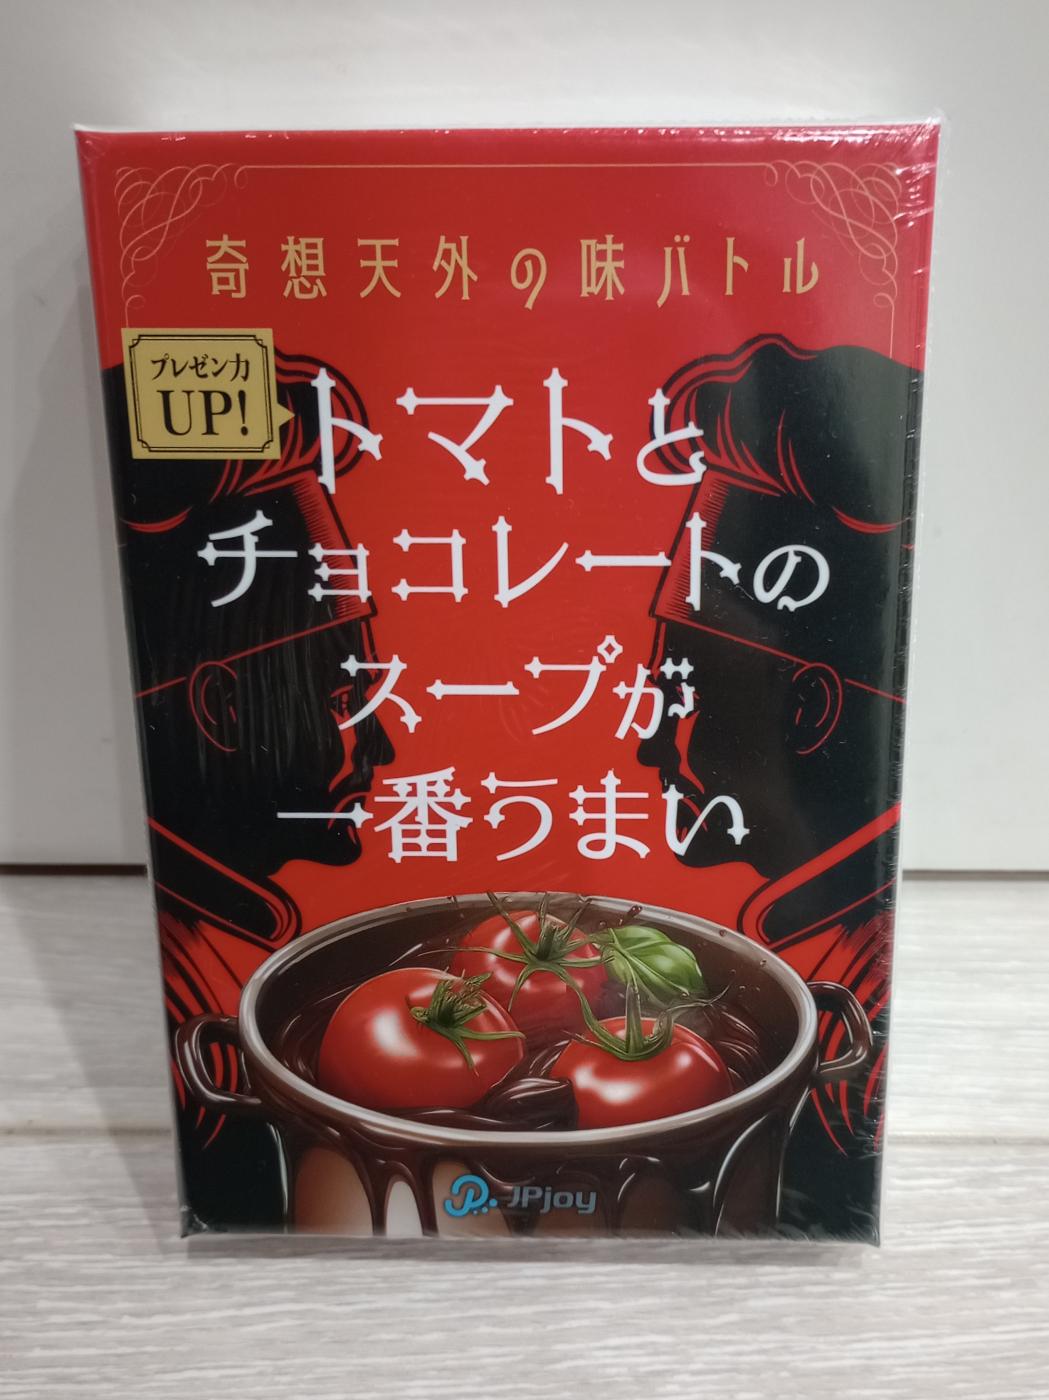 奇想天外の味バトル
プレゼン力
UP!
トマトと
チョコレートの
スープが
一番うまい
JPjoy